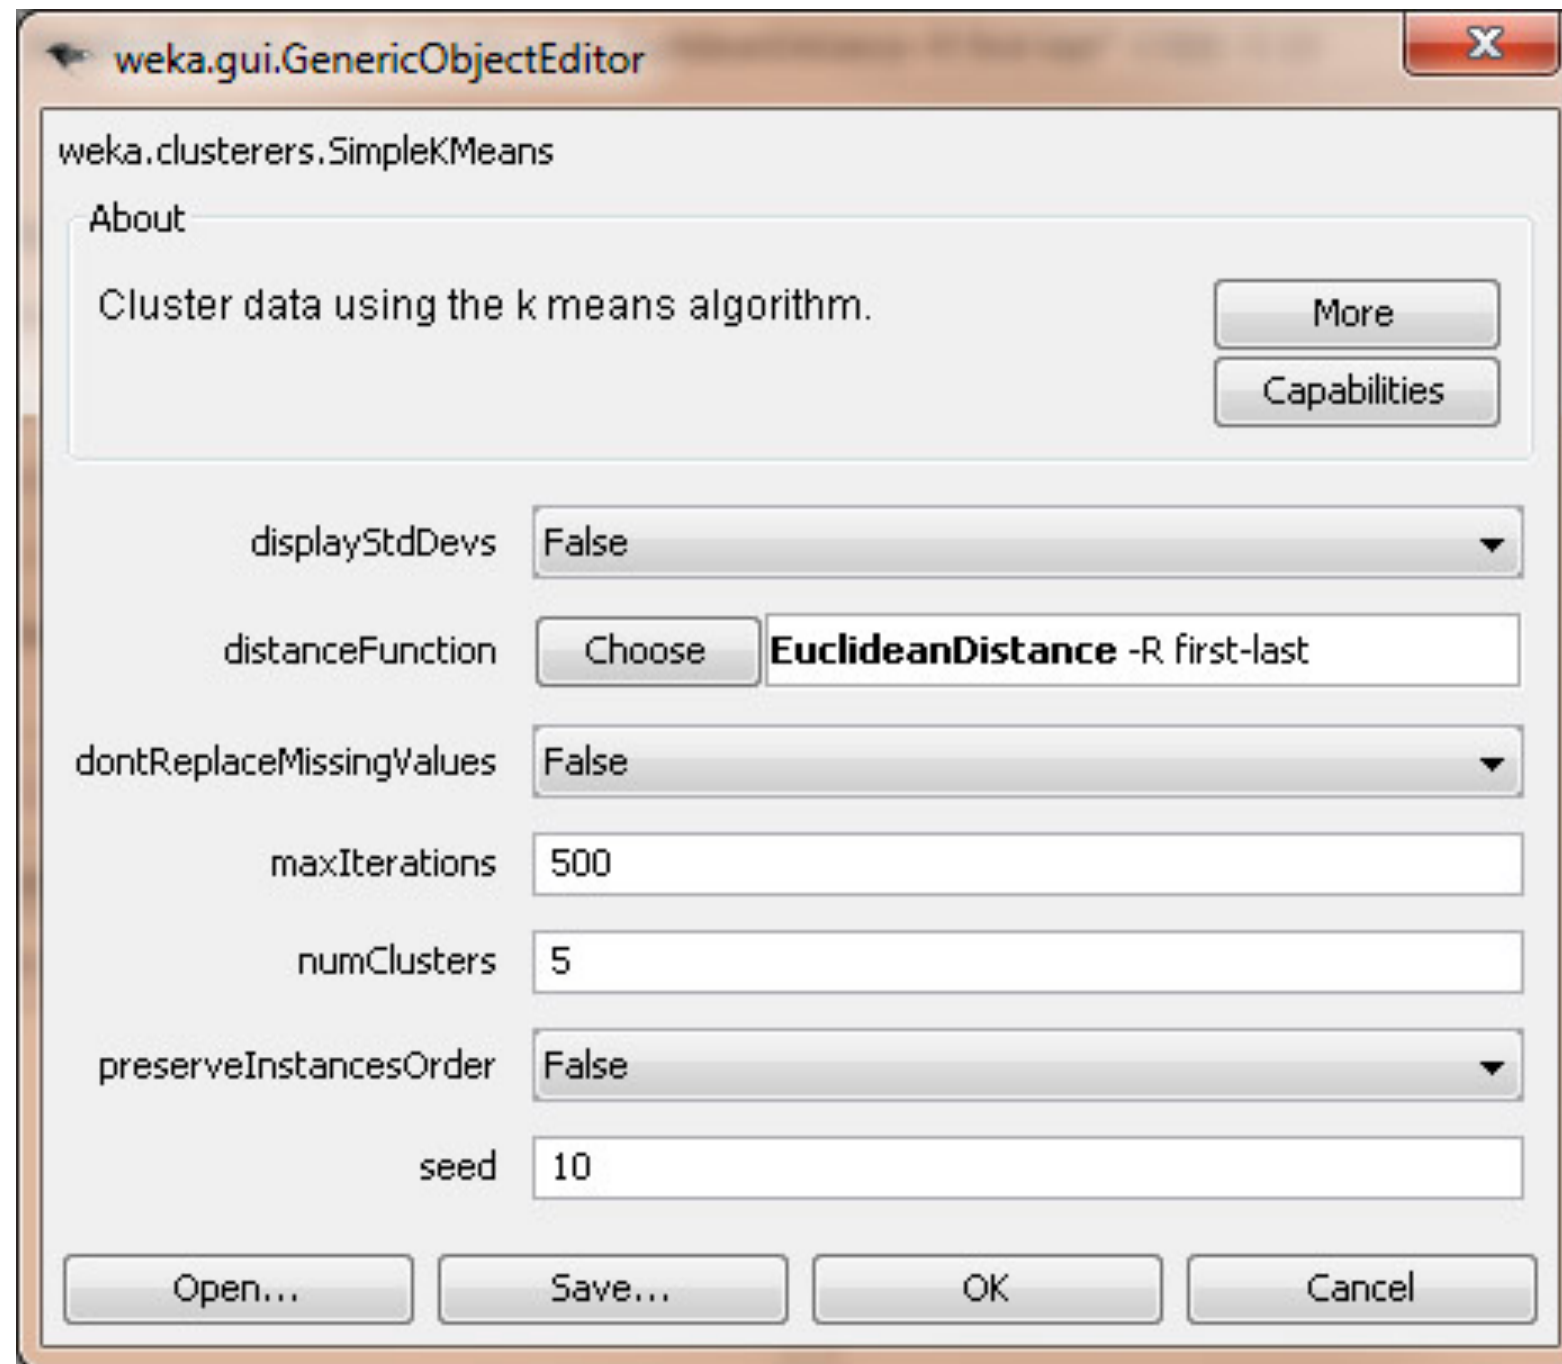 weka.gui.GenericObjectEditor
weka.clusterers.SimpleKMeans
About
Cluster data using the k means algorithm.
More
Capabilities
displayStdDevs False
distanceFunction Choose EuclideanDistance -R first-last
dontReplaceMissingValues False
maxIterations 500
numClusters 5
preserveInstancesOrder False
seed 10
Open... Save... OK Cancel